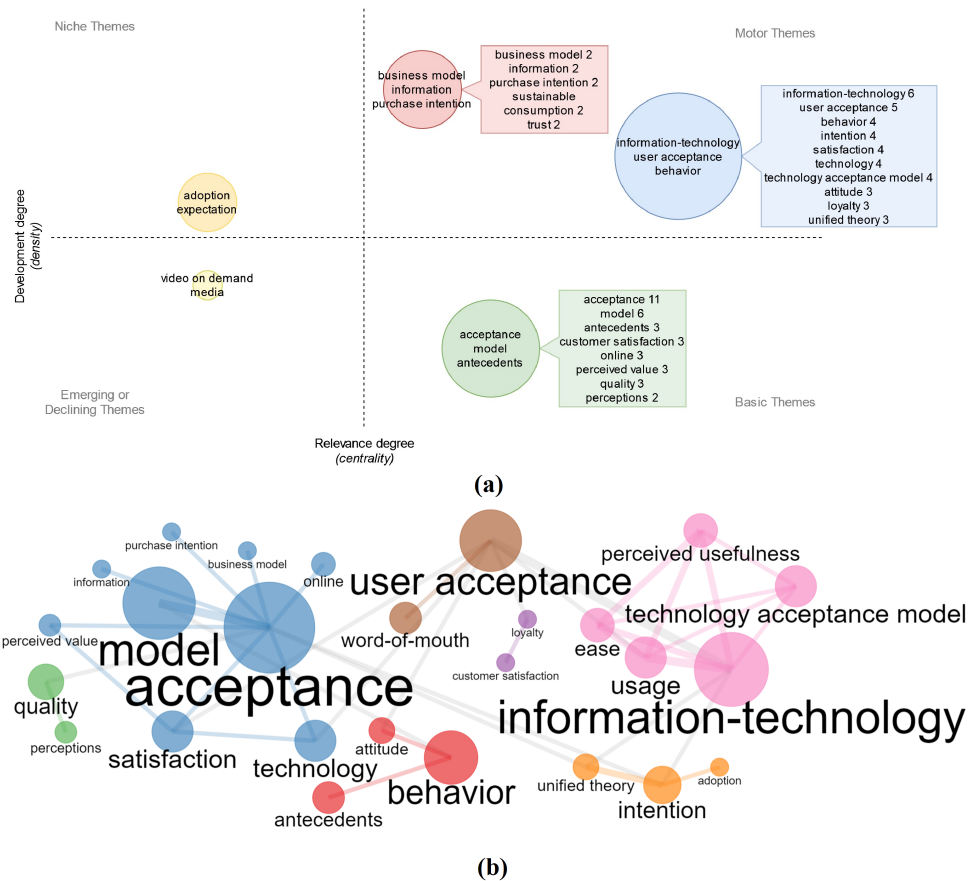 Niche Themes
Motor Themes
business model
information
purchase intention
business model 2
information 2
purchase intention 2
sustainable
consumption 2
trust 2
information-technology
user acceptance
behavior
information-technology 6
user acceptance 5
behavior 4
intention 4
satisfaction 4
technology 4
technology acceptance model 4
attitude 3
loyalty 3
unified theory 3
adoption
expectation
Development degree
(density)
video on demand
media
acceptance
model
antecedents
acceptance 11
model 6
antecedents 3
customer satisfaction 3
online 3
perceived value 3
quality 3
perceptions 2
Emerging or
Declining Themes
Basic Themes
Relevance degree
(centrality)
(a)
purchase intention
business model
information
online
user acceptance
perceived usefulness
technology acceptance model
perceived value
model
word-of-mouth
loyalty
ease
acceptance
customer satisfaction
usage
quality
information-technology
perceptions
satisfaction
technology
attitude
behavior
antecedents
unified theory
adoption
intention
(b)